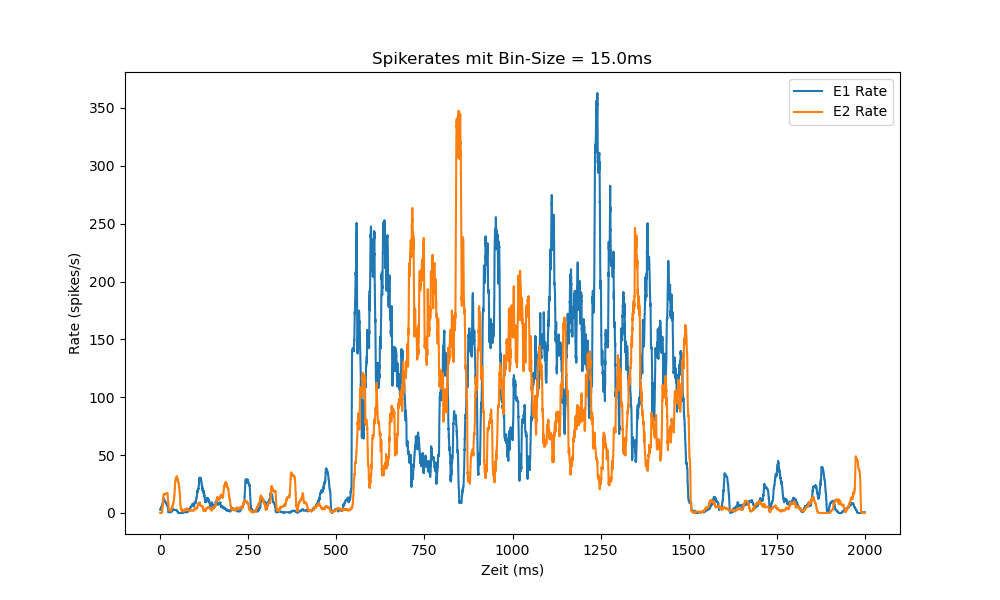 Spikerates mit Bin-Size = 15.0ms
E1 Rate
E2 Rate
Rate (spikes/s)
350
300
250
200
150
100
50
0
0 250 500 750 1000 1250 1500 1750 2000
Zeit (ms)